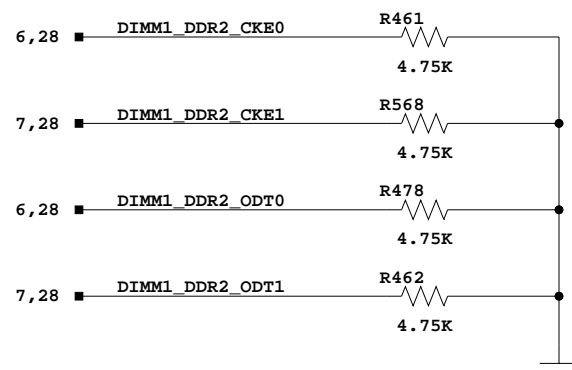 R461
6,28 DIMM1_DDR2_CKE0
4.75K
R568
7,28 DIMM1_DDR2_CKE1
4.75K
R478
6,28 DIMM1_DDR2_ODT0
4.75K
R462
7,28 DIMM1_DDR2_ODT1
4.75K